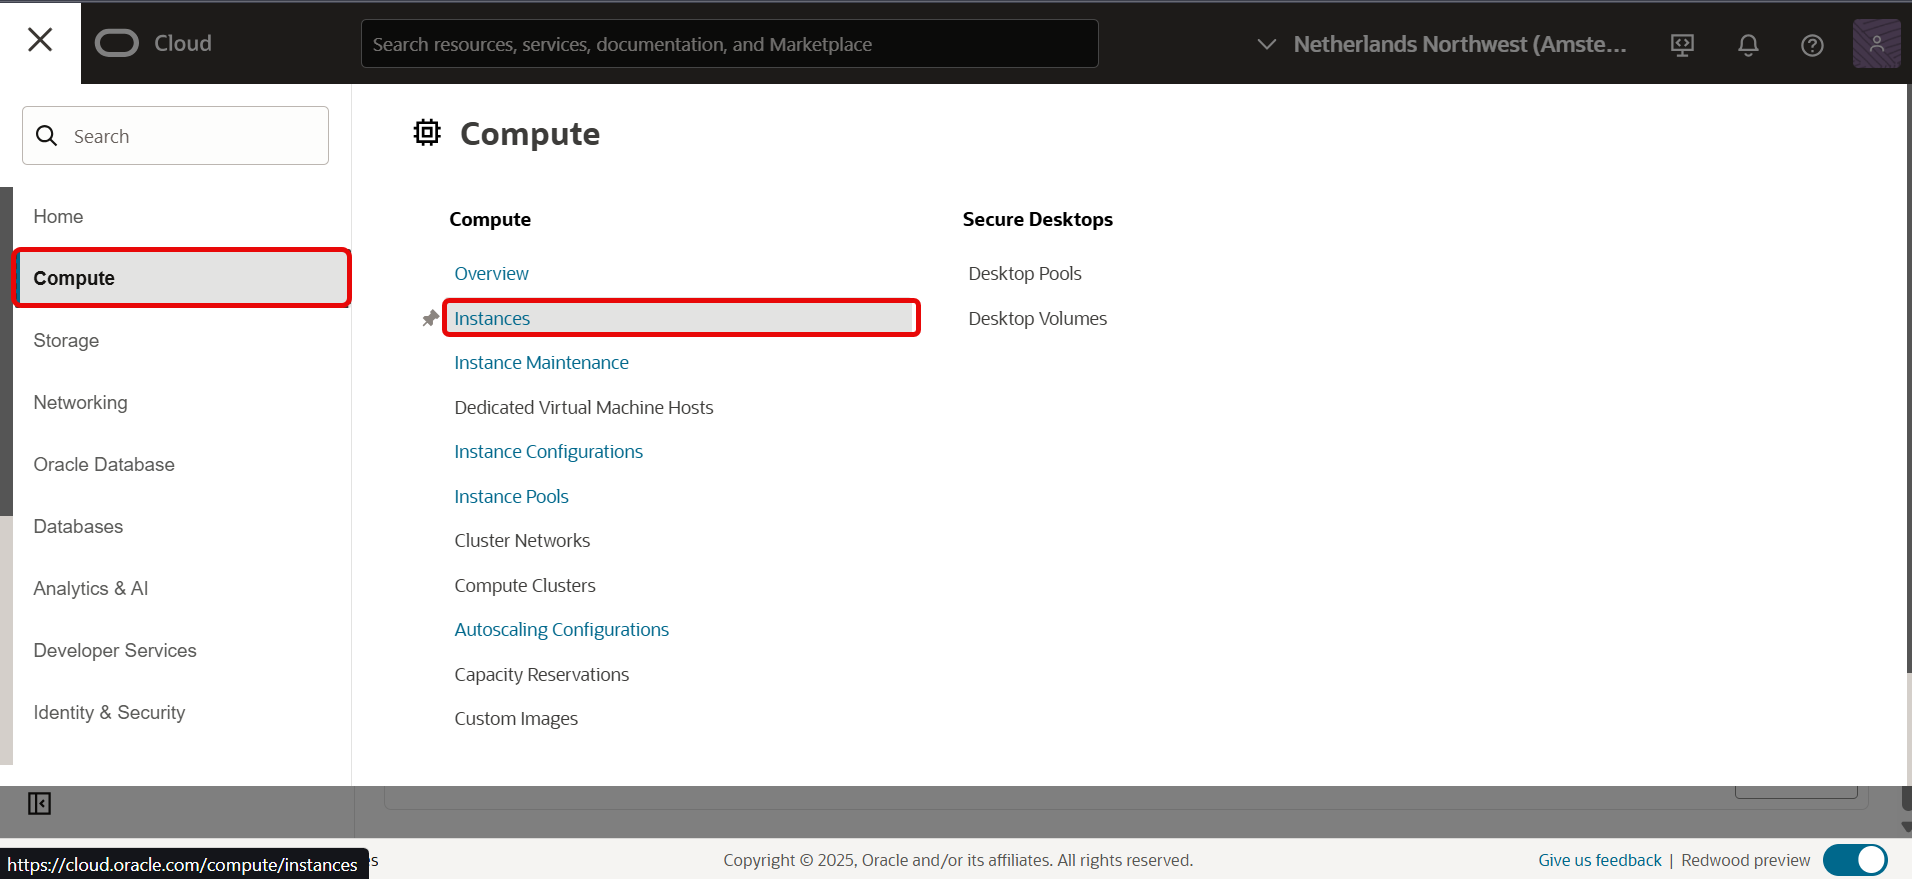 Cloud
Search resources, services, documentation, and Marketplace
Netherlands Northwest (Amste...
Search
Home
Compute
Storage
Networking
Oracle Database
Databases
Analytics & AI
Developer Services
Identity & Security
Compute
Compute
Overview
Instances
Instance Maintenance
Dedicated Virtual Machine Hosts
Instance Configurations
Instance Pools
Cluster Networks
Compute Clusters
Autoscaling Configurations
Capacity Reservations
Custom Images
Secure Desktops
Desktop Pools
Desktop Volumes
https://cloud.oracle.com/compute/instances
Copyright © 2025, Oracle and/or its affiliates. All rights reserved.
Give us feedback | Redwood preview